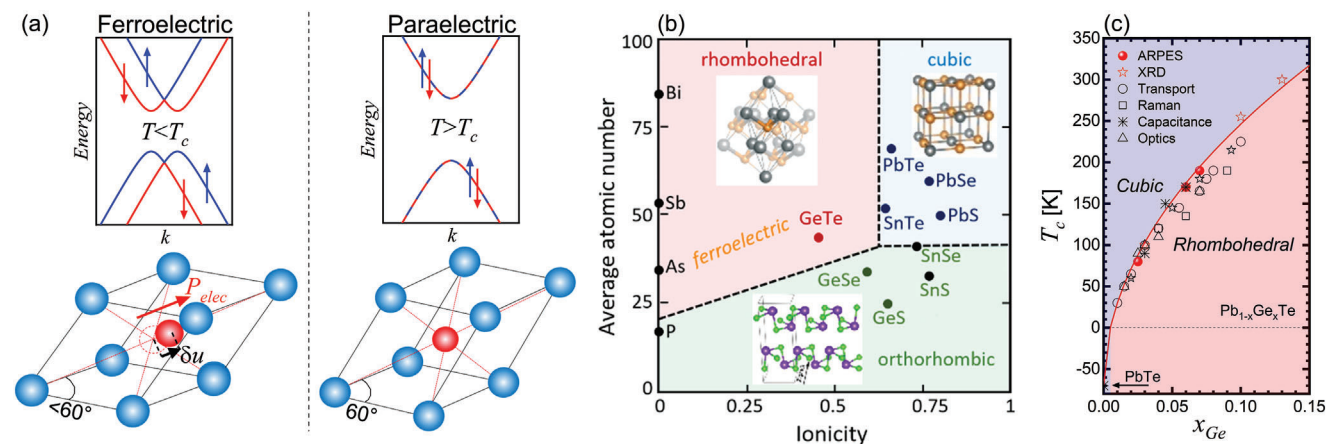 (a)
Ferroelectric
Paraelectric
Energy
T<Tc
k
Energy
T>Tc
k
P elec
δu
<60°
60°
(b)
Average atomic number
100
75
50
25
0
rhombohedral
cubic
Bi
Sb
As
P
PbTe
PbSe
SnTe
PbS
GeTe
ferroelectric
SnSe
GeSe
SnS
GeS
orthorhombic
0
0.25
0.5
0.75
1
Ionicity
(c)
Tc [K]
350
300
250
200
150
100
50
0
-50
ARPES
XRD
Transport
Raman
Capacitance
Optics
Cubic
Rhombohedral
Pb1-xGexTe
PbTe
0.00
0.05
0.10
0.15
xGe